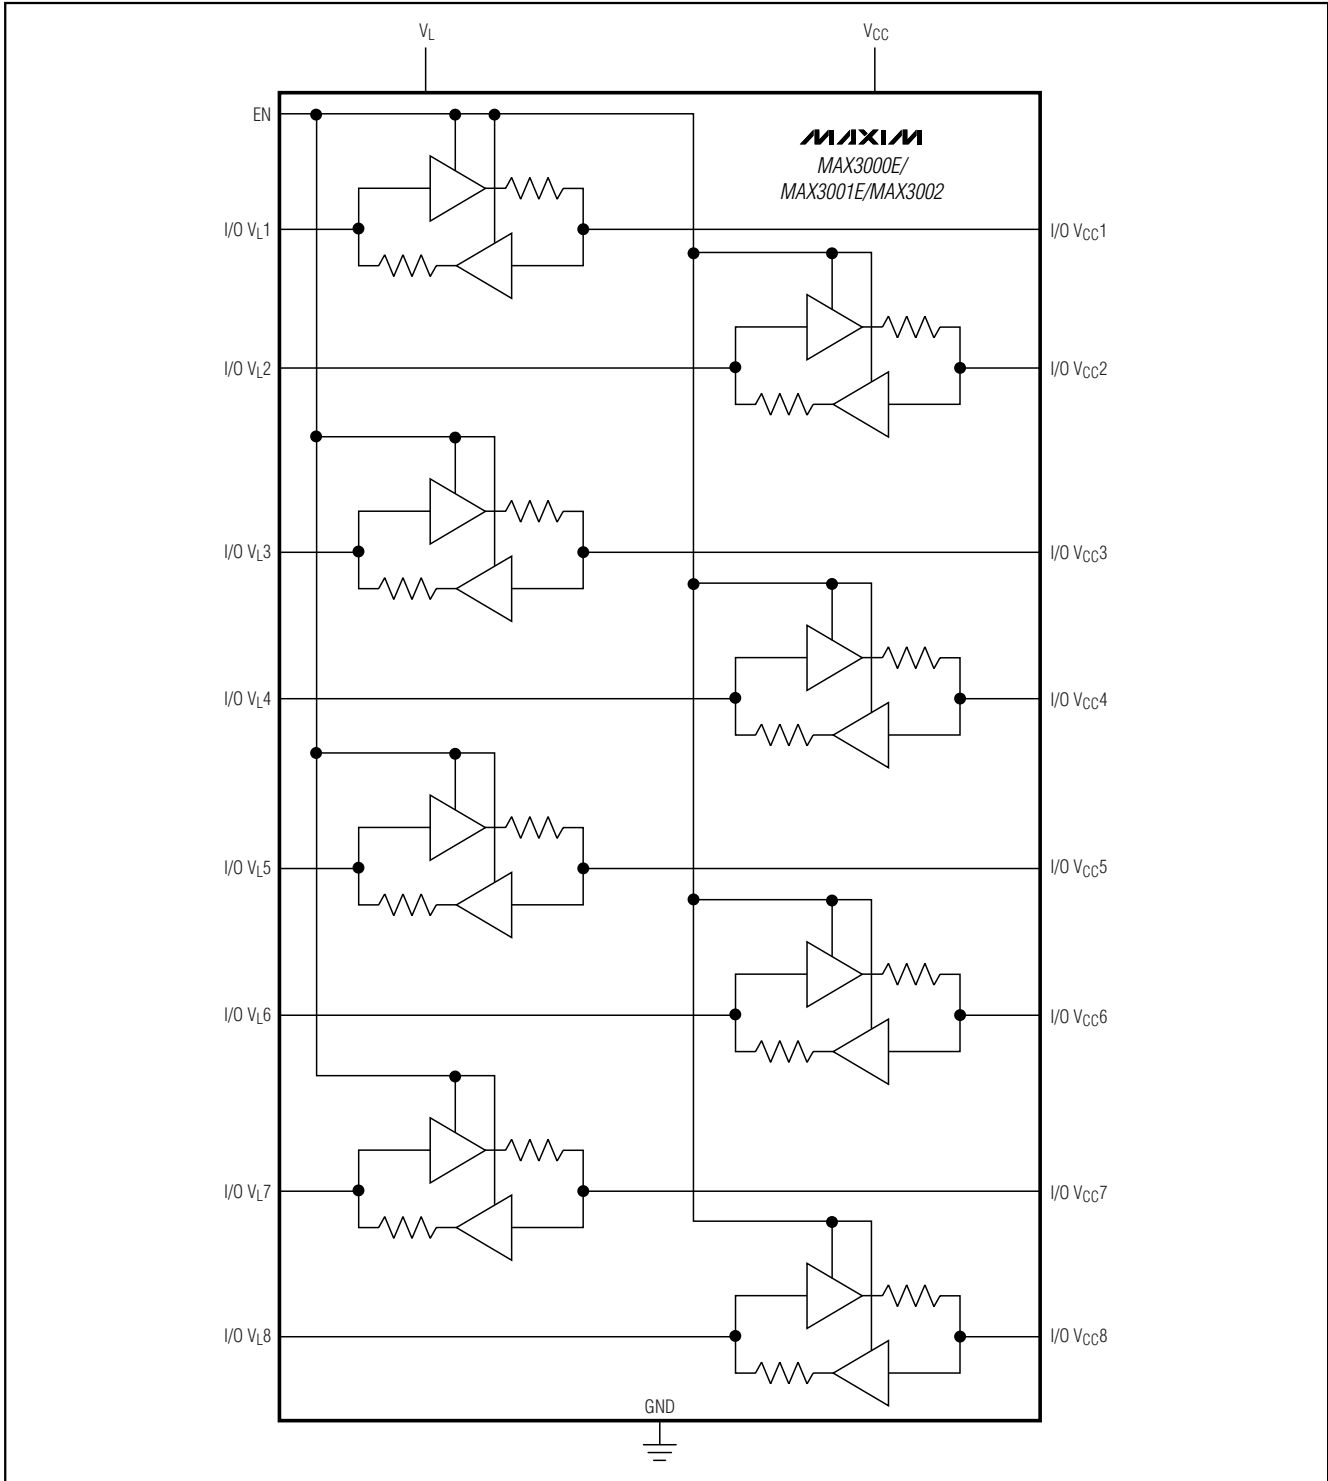 VL
VCC
EN
MAXIM
MAX3000E/
MAX3001E/MAX3002
I/O VL1
I/O VCC1
I/O VL2
I/O VCC2
I/O VL3
I/O VCC3
I/O VL4
I/O VCC4
I/O VL5
I/O VCC5
I/O VL6
I/O VCC6
I/O VL7
I/O VCC7
I/O VL8
I/O VCC8
GND